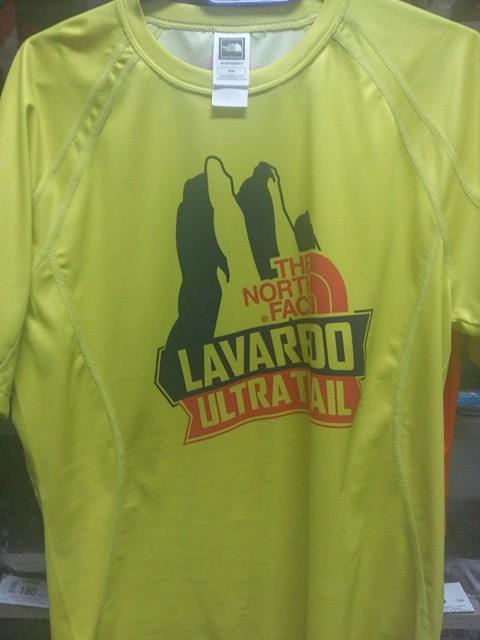 THE
NORTH
FACE
LAVAREDO
ULTRA TRAIL
190